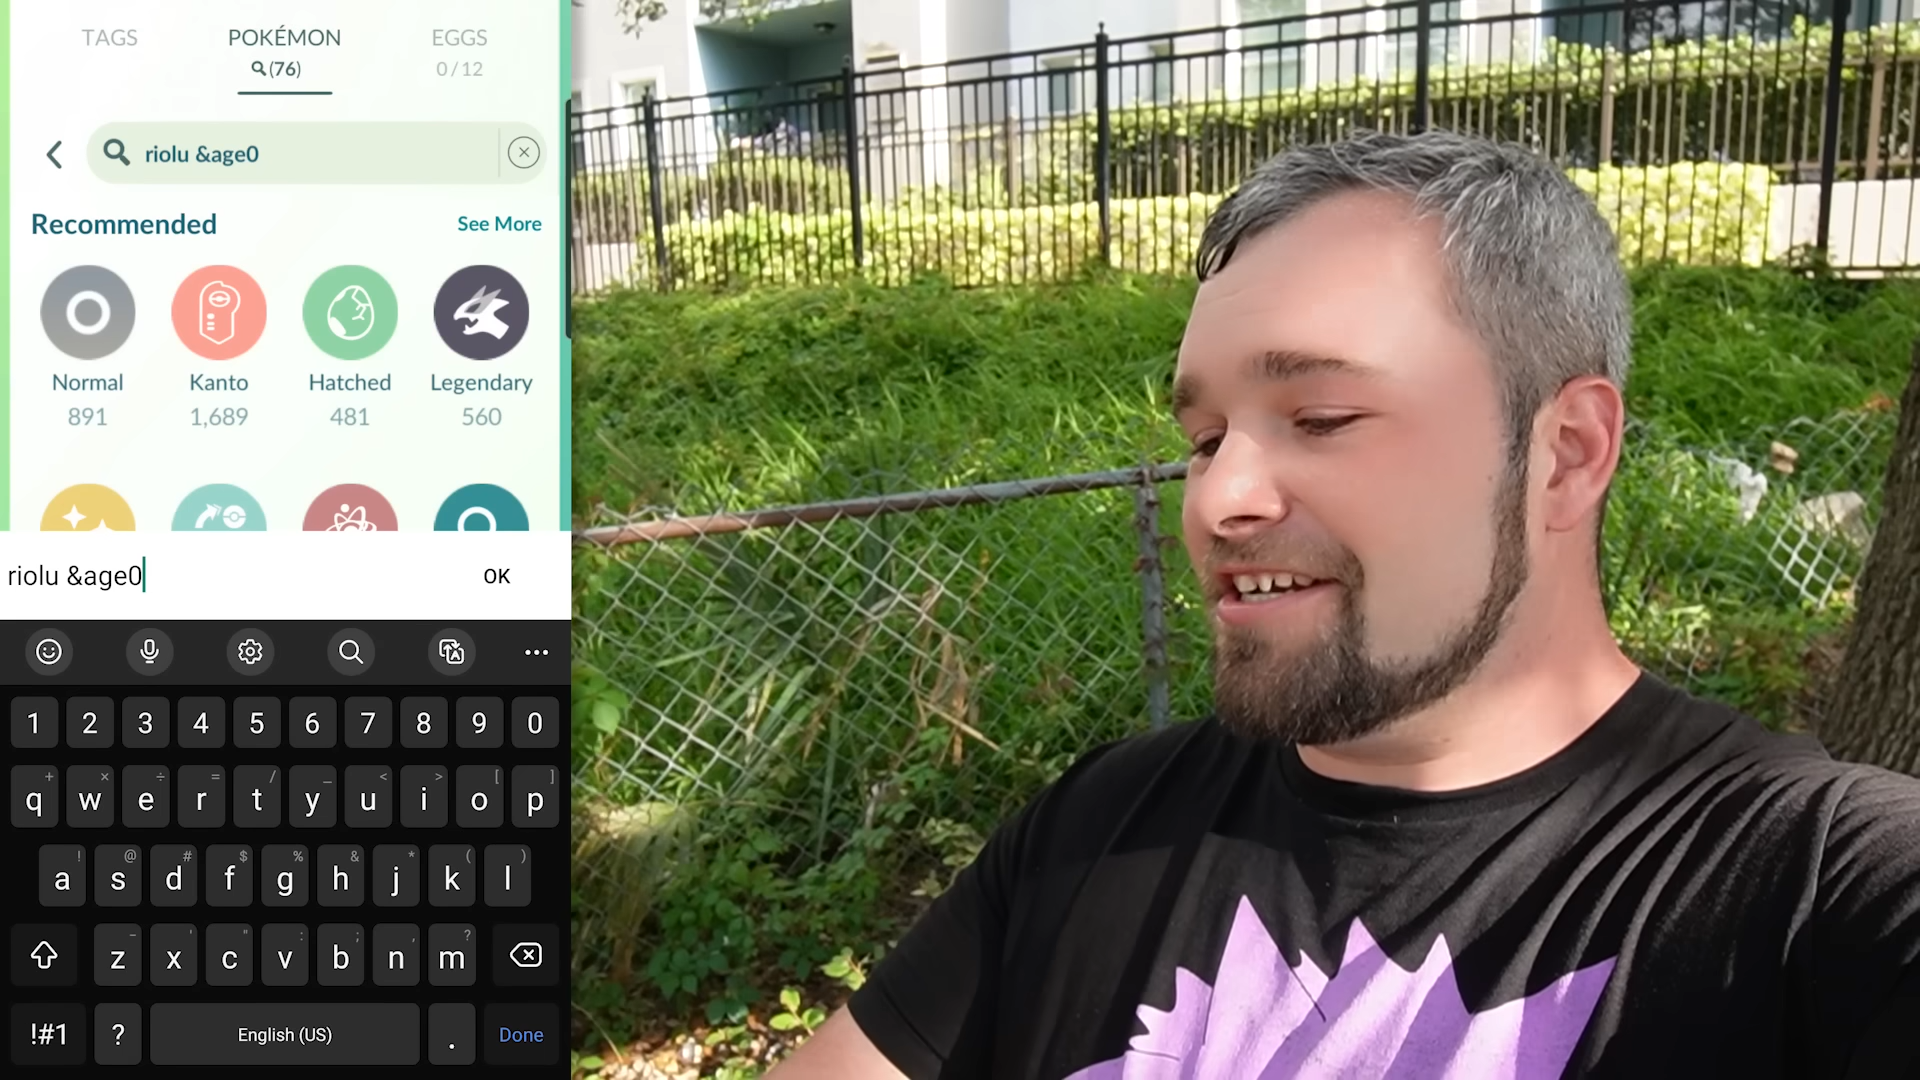 TAGS POKÉMON EGGS
(76) 0 / 12
riolu &age0
Recommended See More
Normal Kanto Hatched Legendary
891 1,689 481 560
riolu &age0 OK
1 2 3 4 5 6 7 8 9 0
+ × ÷ = / _ < > [ ]
q w e r t y u i o p
! @ # $ % & * ( )
a s d f g h j k l
- ' " : ; , ?
z x c v b n m
!#1 ? English (US) . Done